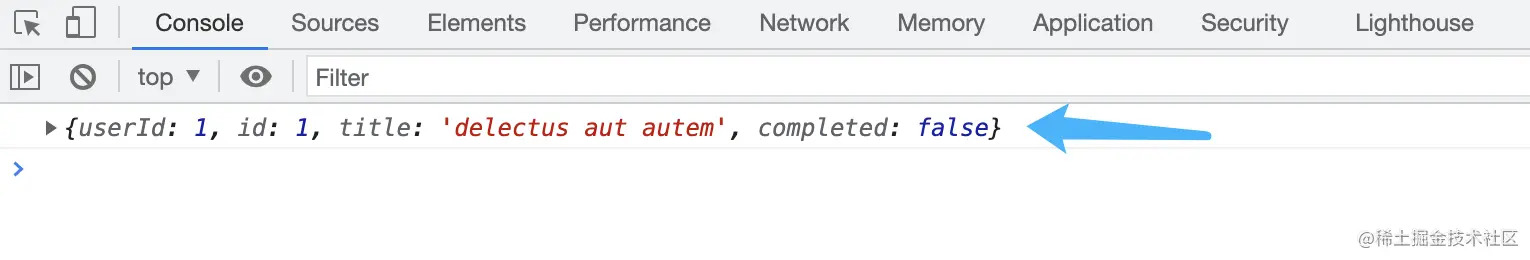 Console Sources Elements Performance Network Memory Application Security Lighthouse
top Filter
{userId: 1, id: 1, title: 'delectus aut autem', completed: false}
@稀土掘金技术社区